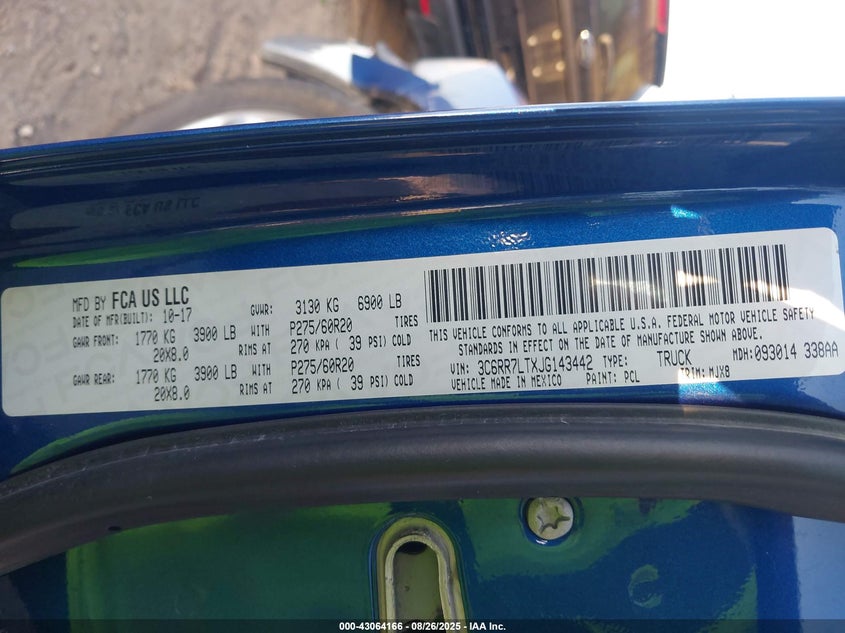 MFD BY FCA US LLC
DATE OF MFR(BUILT): 10-17 GVWR: 3130 KG 6900 LB
GAWR FRONT: 1770 KG 3900 LB WITH P275/60R20 TIRES
20X8.0 RIMS AT 270 KPA ( 39 PSI) COLD
GAWR REAR: 1770 KG 3900 LB WITH P275/60R20 TIRES
20X8.0 RIMS AT 270 KPA ( 39 PSI) COLD
THIS VEHICLE CONFORMS TO ALL APPLICABLE U.S.A. FEDERAL MOTOR VEHICLE SAFETY
STANDARDS IN EFFECT ON THE DATE OF MANUFACTURE SHOWN ABOVE.
VIN: 3C6RR7LTXJG143442 TYPE: TRUCK MDH:093014 338AA
VEHICLE MADE IN MEXICO PAINT: PCL TRIM: MJX8
000-43064166 - 08/26/2025 - IAA Inc.